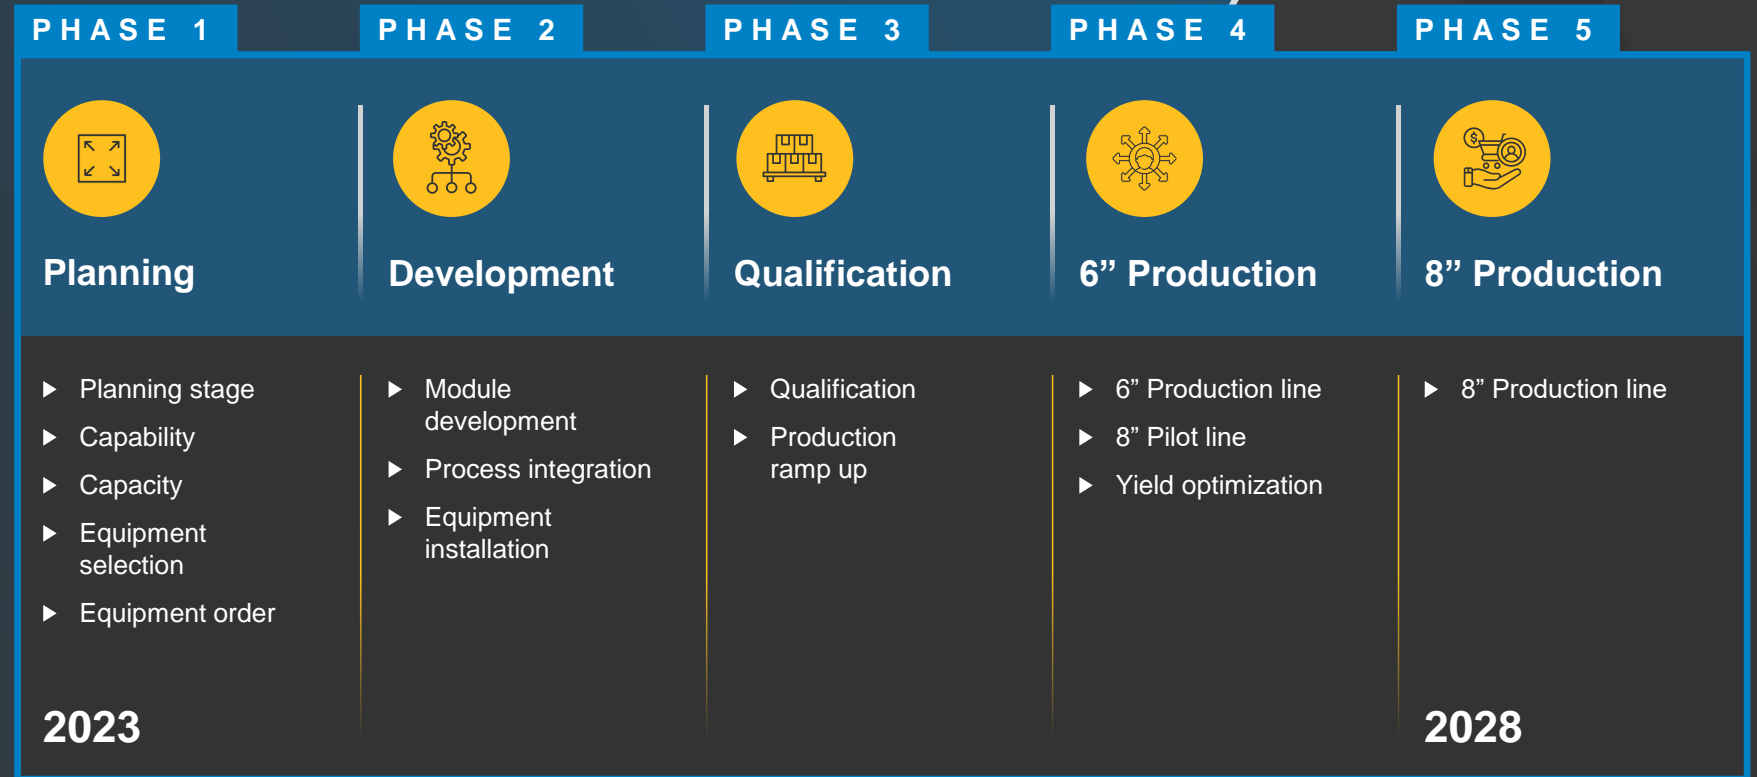 PHASE 1
PHASE 2
PHASE 3
PHASE 4
PHASE 5
$
Planning
Development
Qualification
6” Production
8” Production
Planning stage
Capability
Capacity
Equipment
selection
Equipment order
Module
development
Process integration
Equipment
installation
Qualification
Production
ramp up
6” Production line
8” Pilot line
Yield optimization
8” Production line
2023
2028